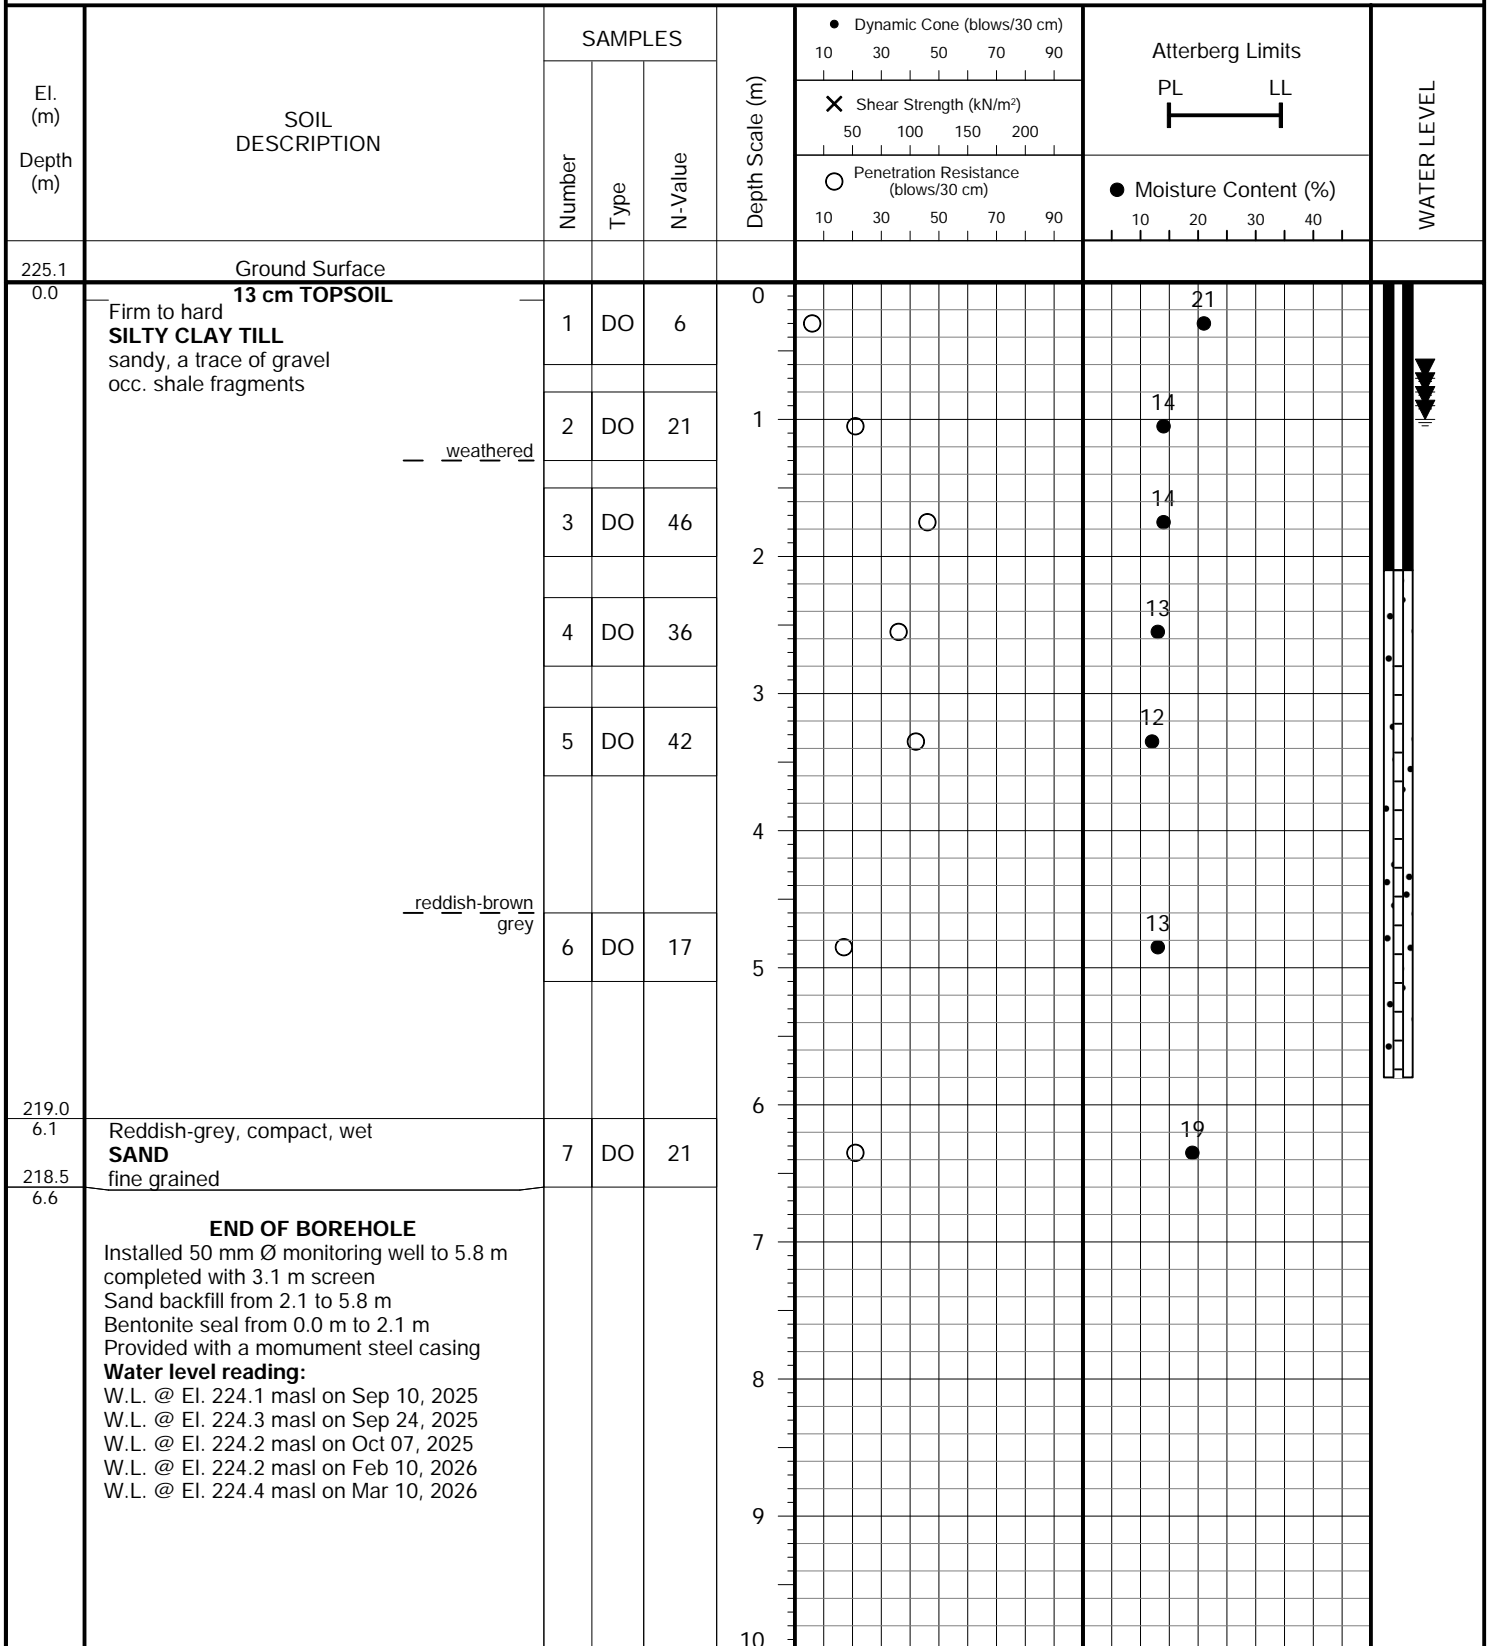 El.
(m)
Depth
(m)
SOIL
DESCRIPTION
SAMPLES
Number
Type
N-Value
Depth Scale (m)
Dynamic Cone (blows/30 cm)
10 30 50 70 90
Shear Strength (kN/m²)
50 100 150 200
Penetration Resistance
(blows/30 cm)
10 30 50 70 90
Atterberg Limits
PL LL
Moisture Content (%)
10 20 30 40
WATER LEVEL
225.1 Ground Surface
0.0 13 cm TOPSOIL 0
Firm to hard
SILTY CLAY TILL
sandy, a trace of gravel
occ. shale fragments
1 DO 6 21
1
2 DO 21 14
weathered
3 DO 46 14
2
4 DO 36 13
3
5 DO 42 12
4
reddish-brown
grey
6 DO 17 13
5
219.0 6
6.1 Reddish-grey, compact, wet
SAND
7 DO 21 19
218.5 fine grained
6.6
END OF BOREHOLE
Installed 50 mm Ø monitoring well to 5.8 m 7
completed with 3.1 m screen
Sand backfill from 2.1 to 5.8 m
Bentonite seal from 0.0 m to 2.1 m
Provided with a momument steel casing
Water level reading: 8
W.L. @ El. 224.1 masl on Sep 10, 2025
W.L. @ El. 224.3 masl on Sep 24, 2025
W.L. @ El. 224.2 masl on Oct 07, 2025
W.L. @ El. 224.2 masl on Feb 10, 2026
W.L. @ El. 224.4 masl on Mar 10, 2026
9
10